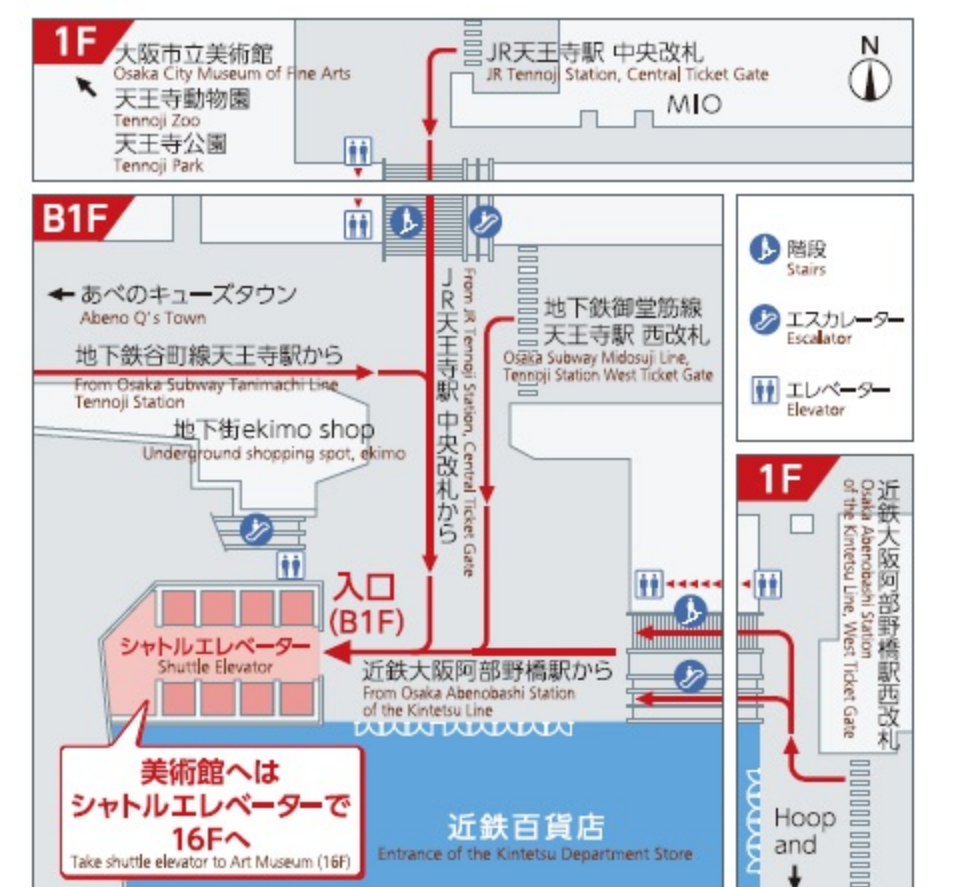 1F
大阪市立美術館
Osaka City Museum of Fine Arts
天王寺動物園
Tennoji Zoo
天王寺公園
Tennoji Park
JR天王寺駅 中央改札
JR Tennoji Station, Central Ticket Gate
MIO
N
B1F
あべのキューズタウン
Abeno Q's Town
地下鉄谷町線天王寺駅から
From Osaka Subway Tanimachi Line
Tennoji Station
地下街ekimo shop
Underground shopping spot, ekimo
JR天王寺駅 中央改札から
From JR Tennoji Station, Central Ticket Gate
地下鉄御堂筋線
天王寺駅 西改札
Osaka Subway Midosuji Line,
Tennoji Station West Ticket Gate
階段
Stairs
エスカレーター
Escalator
エレベーター
Elevator
1F
近鉄大阪阿部野橋駅西改札
Osaka Abenobashi Station
of the Kintetsu Line, West Ticket Gate
入口
(B1F)
シャトルエレベーター
Shuttle Elevator
近鉄大阪阿部野橋駅から
From Osaka Abenobashi Station
of the Kintetsu Line
美術館へは
シャトルエレベーターで
16Fへ
Take shuttle elevator to Art Museum (16F)
近鉄百貨店
Entrance of the Kintetsu Department Store
Hoop
and